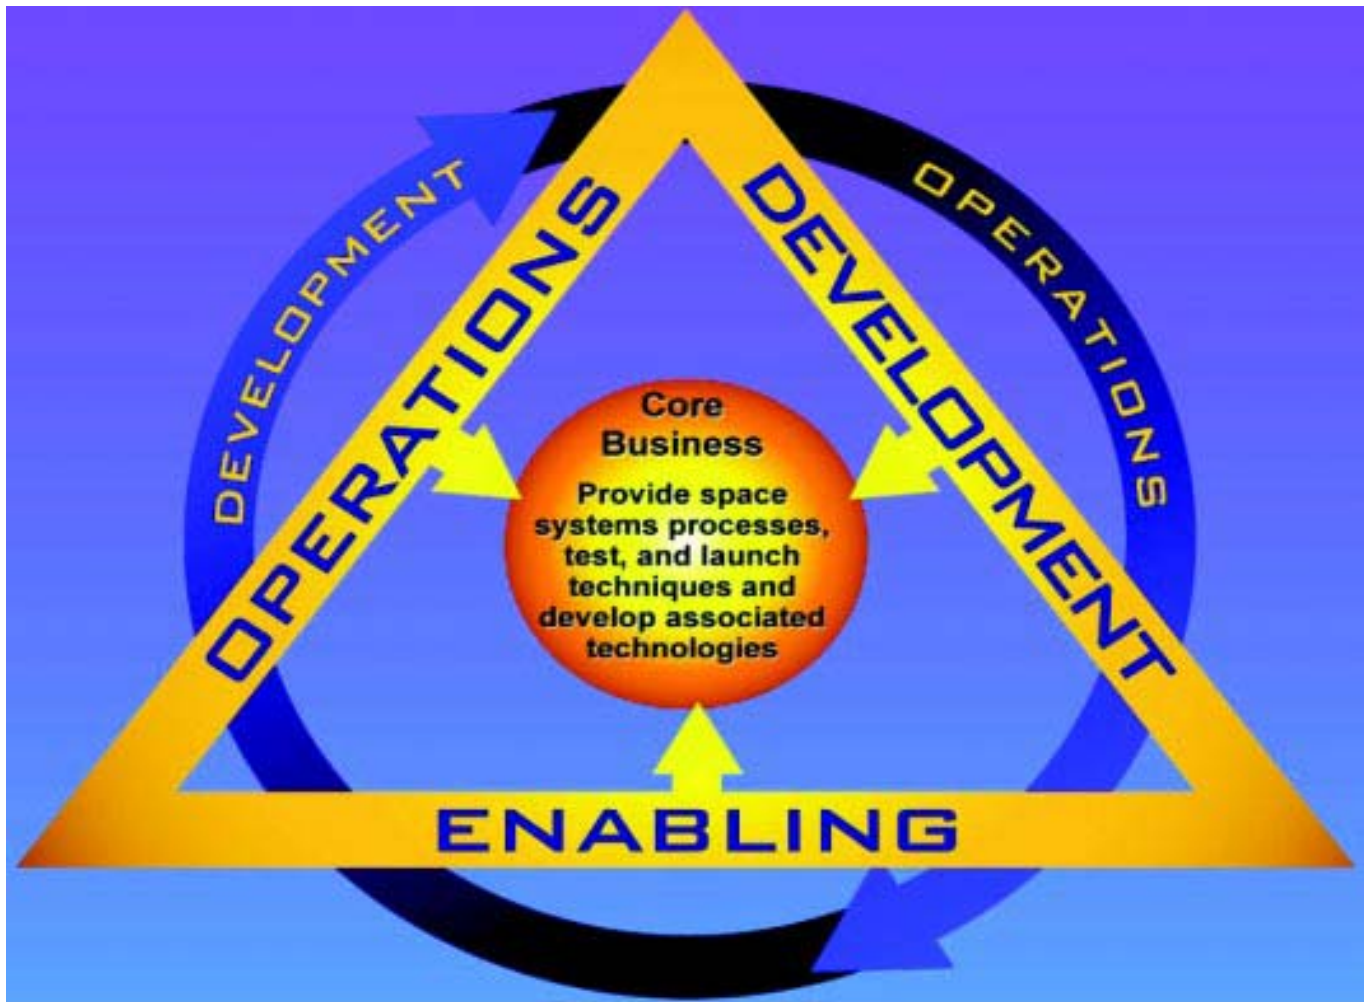 DEVELOPMENT
OPERATIONS
OPERATIONS
DEVELOPMENT
Core
Business
Provide space
systems processes,
test, and launch
techniques and
develop associated
technologies
ENABLING